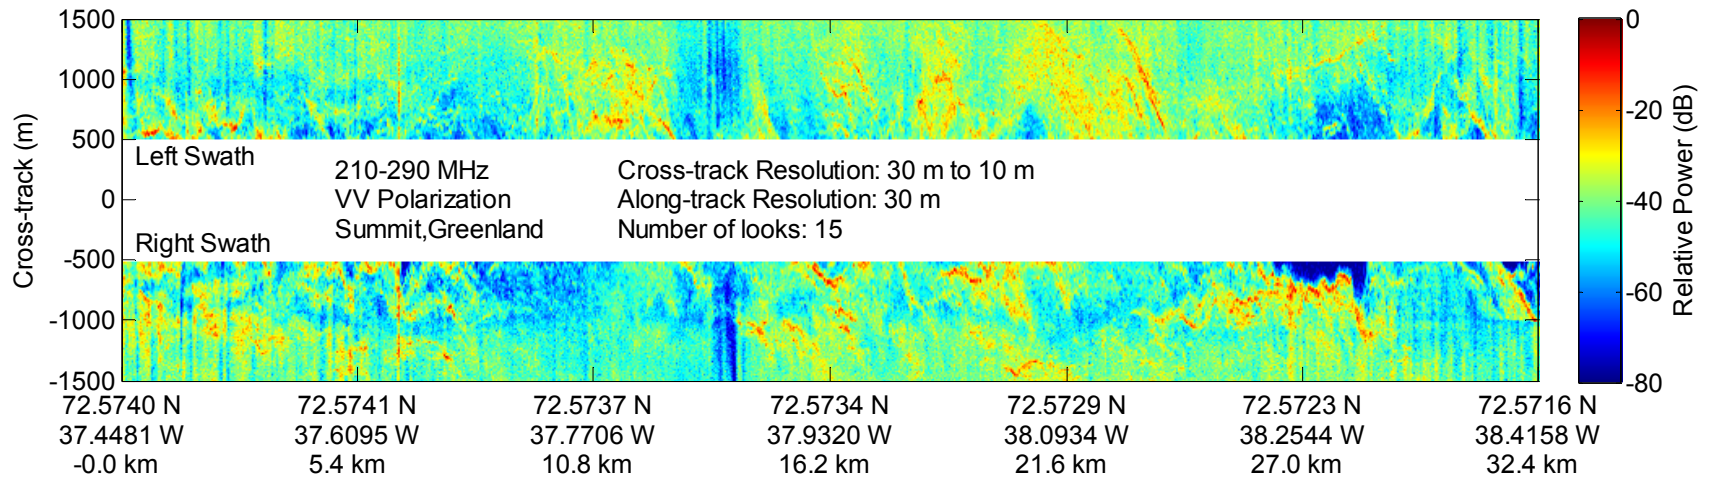 1500
1000
500
0
-500
-1000
-1500
Cross-track (m)
Left Swath
210-290 MHz
VV Polarization
Summit,Greenland
Cross-track Resolution: 30 m to 10 m
Along-track Resolution: 30 m
Number of looks: 15
Right Swath
72.5740 N
37.4481 W
-0.0 km
72.5741 N
37.6095 W
5.4 km
72.5737 N
37.7706 W
10.8 km
72.5734 N
37.9320 W
16.2 km
72.5729 N
38.0934 W
21.6 km
72.5723 N
38.2544 W
27.0 km
72.5716 N
38.4158 W
32.4 km
0
-20
-40
-60
-80
Relative Power (dB)